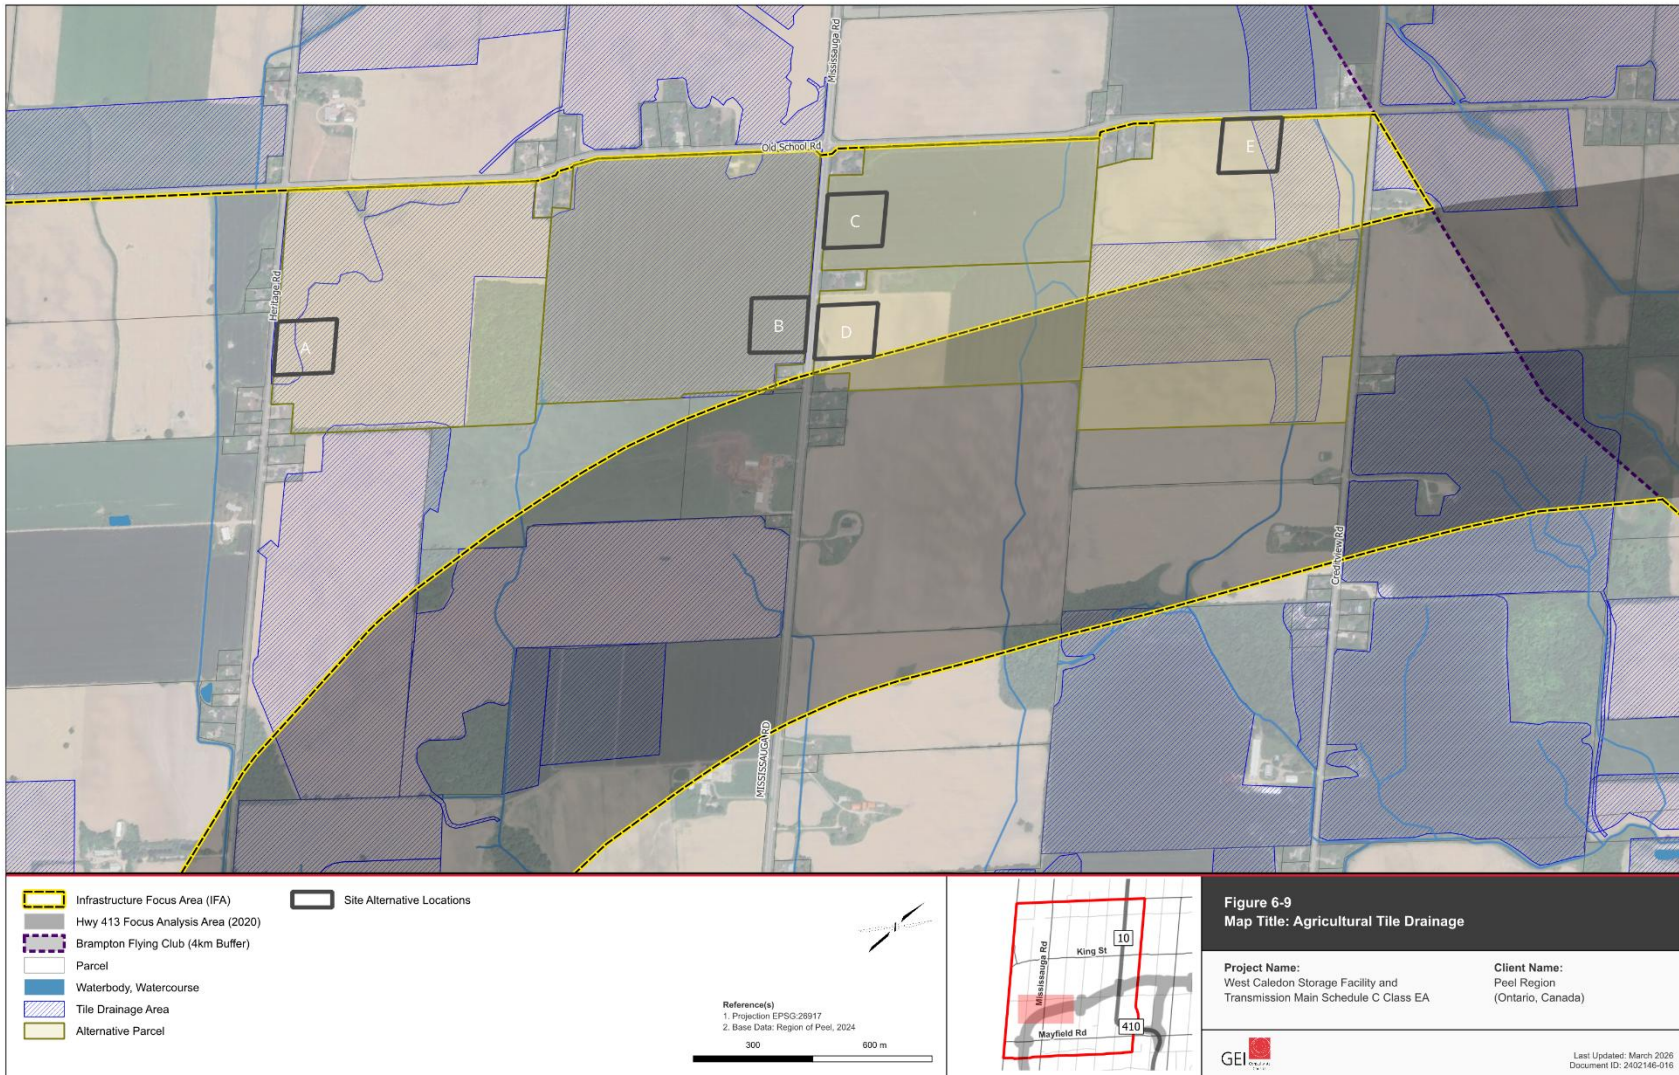 Mississauga Rd
Old School Rd
E
C
Heritage Rd
B
D
A
Creditview Rd
MISSISSAUGA RD
Infrastructure Focus Area (IFA)
Hwy 413 Focus Analysis Area (2020)
Brampton Flying Club (4km Buffer)
Parcel
Waterbody, Watercourse
Tile Drainage Area
Alternative Parcel
Site Alternative Locations
Reference(s)
1. Projection EPSG:26917
2. Base Data: Region of Peel, 2024
300 600 m
10
King St
Mississauga Rd
Mayfield Rd
410
Figure 6-9
Map Title: Agricultural Tile Drainage
Project Name:
West Caledon Storage Facility and
Transmission Main Schedule C Class EA
Client Name:
Peel Region
(Ontario, Canada)
GEI
Last Updated: March 2026
Document ID: 2402146-016